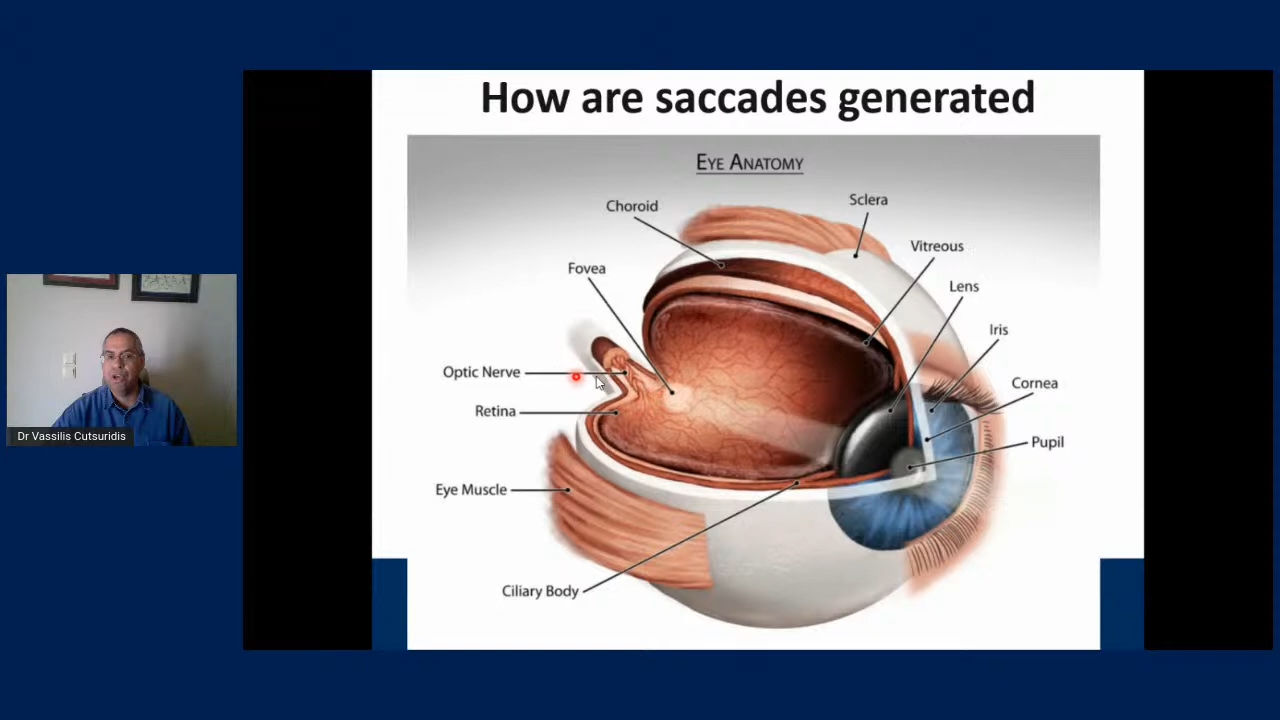 How are saccades generated
Eye Anatomy
Choroid
Sclera
Vitreous
Fovea
Lens
Iris
Optic Nerve
Cornea
Retina
Pupil
Eye Muscle
Ciliary Body
Dr Vassilis Cutsuridis